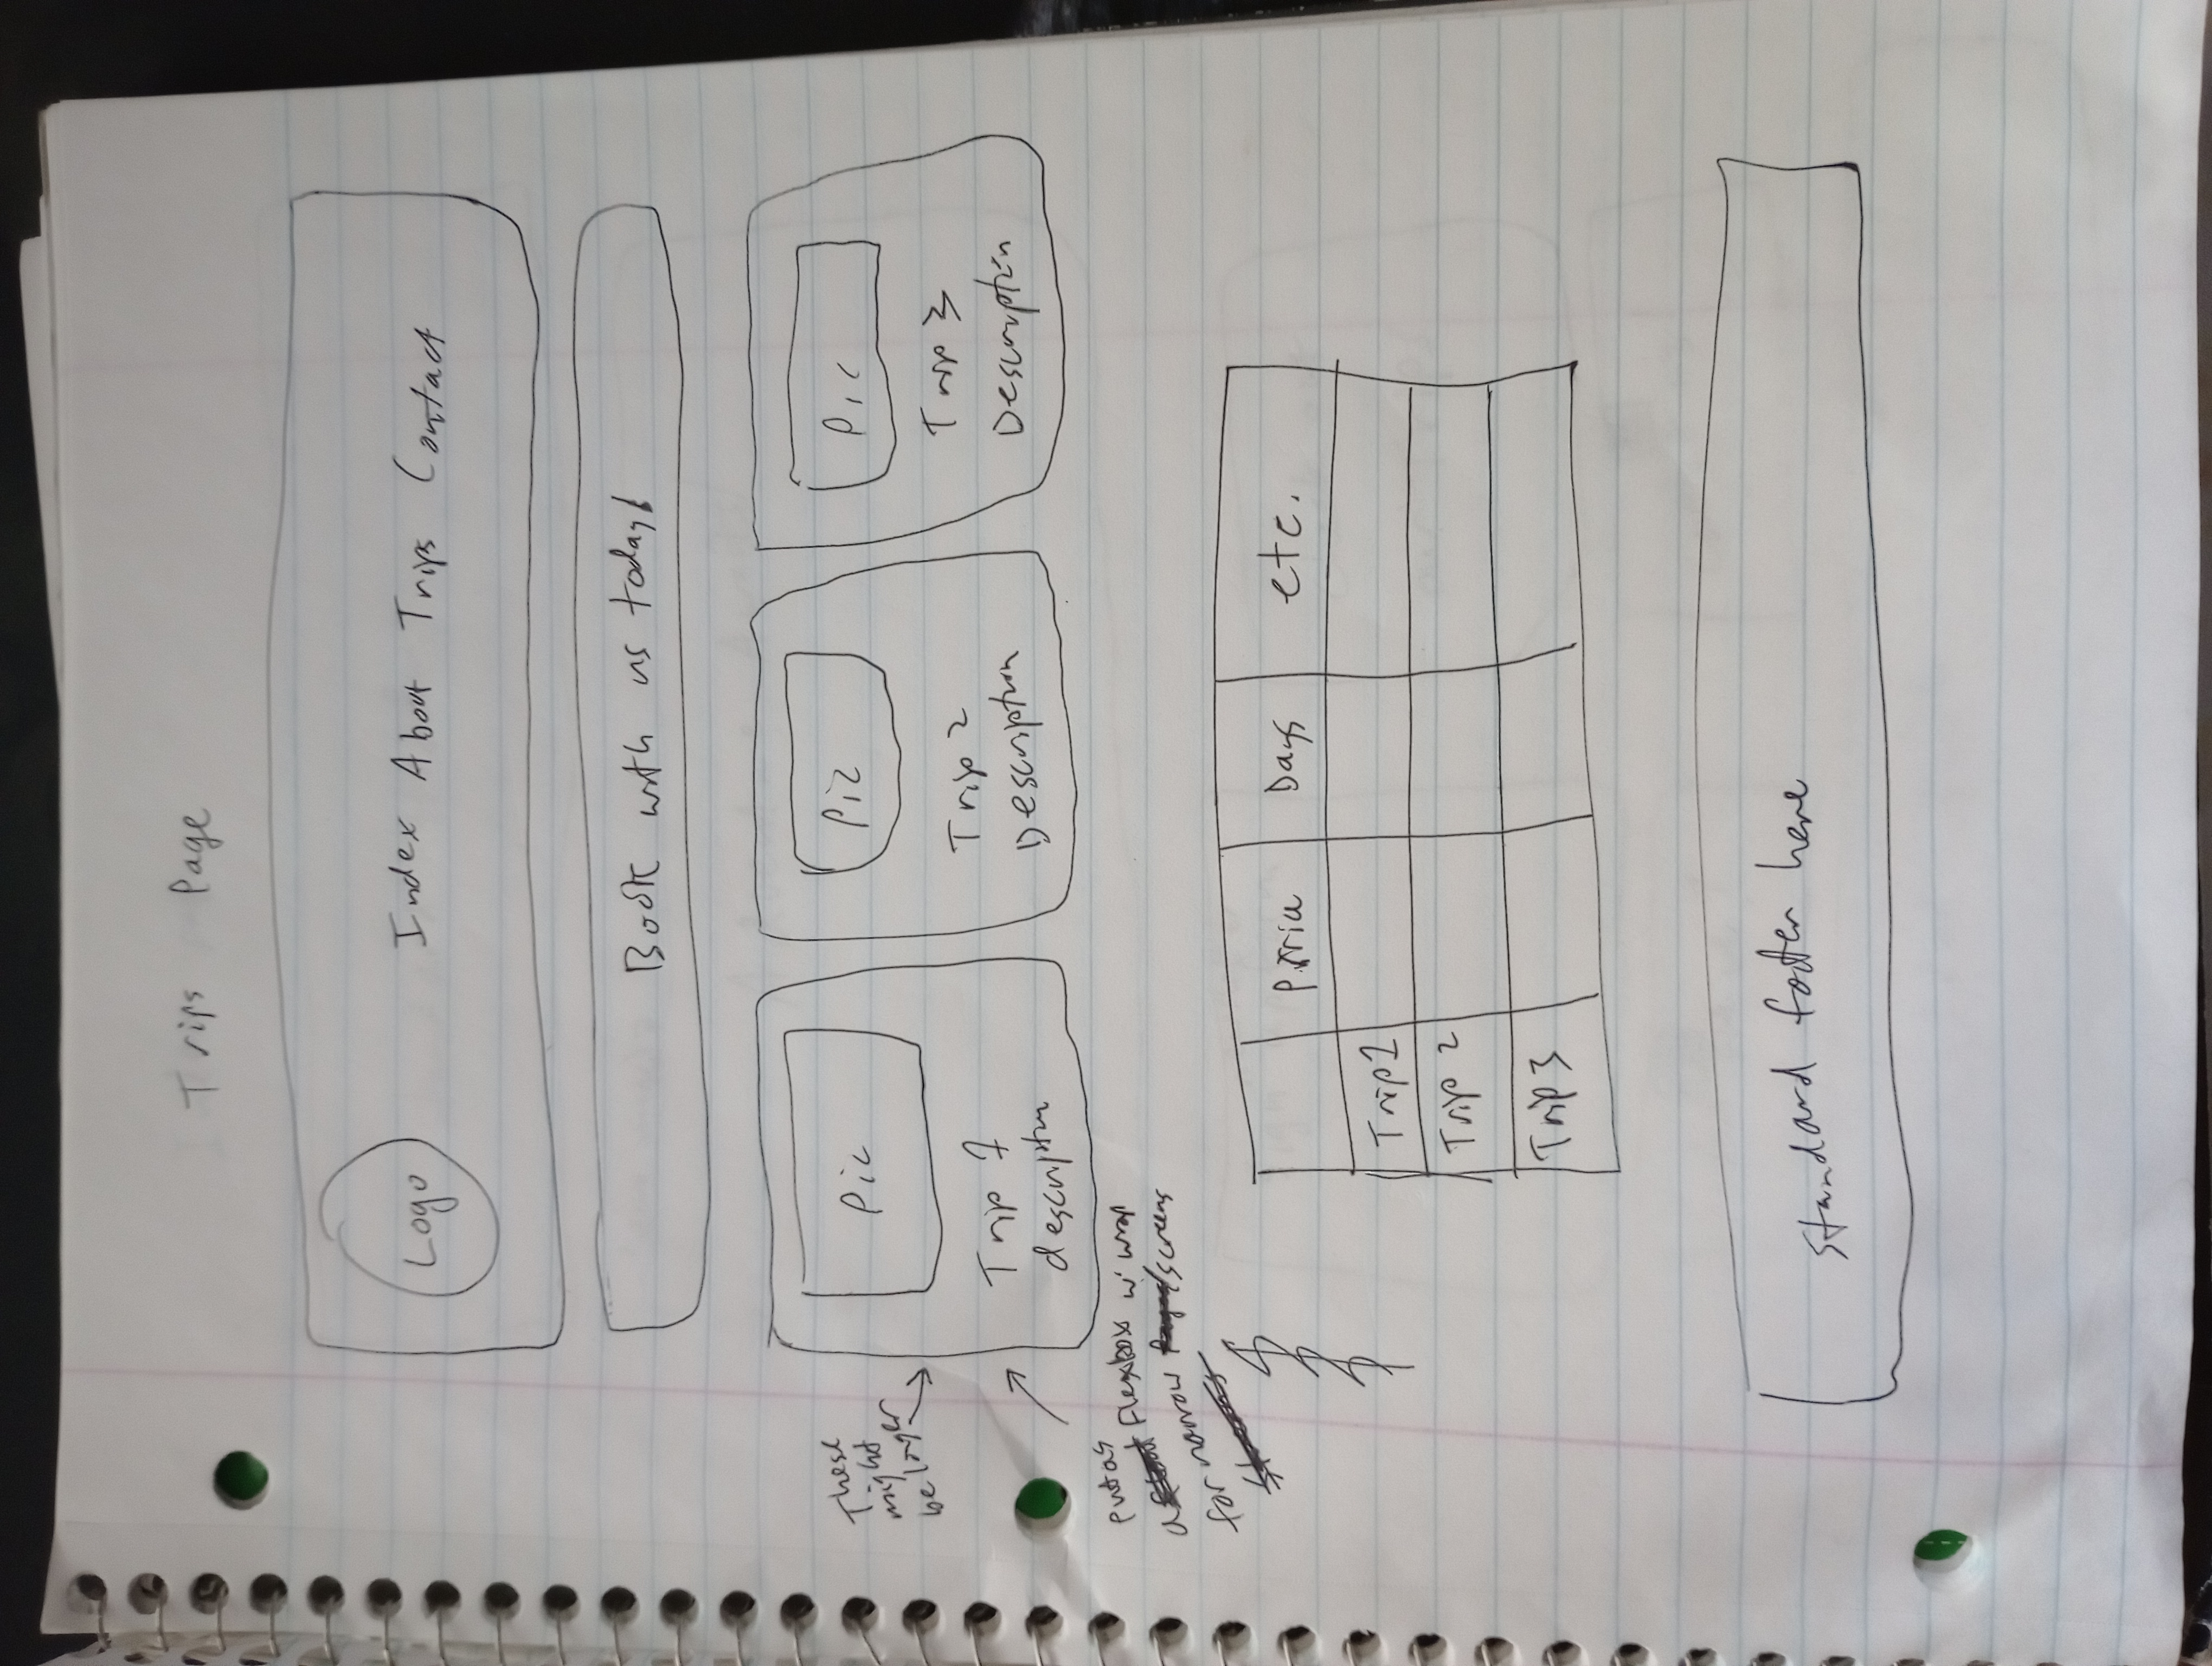 Trips Page
Logo
Index About Trips Contact
Book with us today!
Pic
Trip 1
description
Pic
Trip 2
Description
Pic
Trip 3
Description
These
might
be larger
put as
a Flexbox w/ wrap
for narrow screens
Price Days etc.
Trip 1
Trip 2
Trip 3
standard footer here